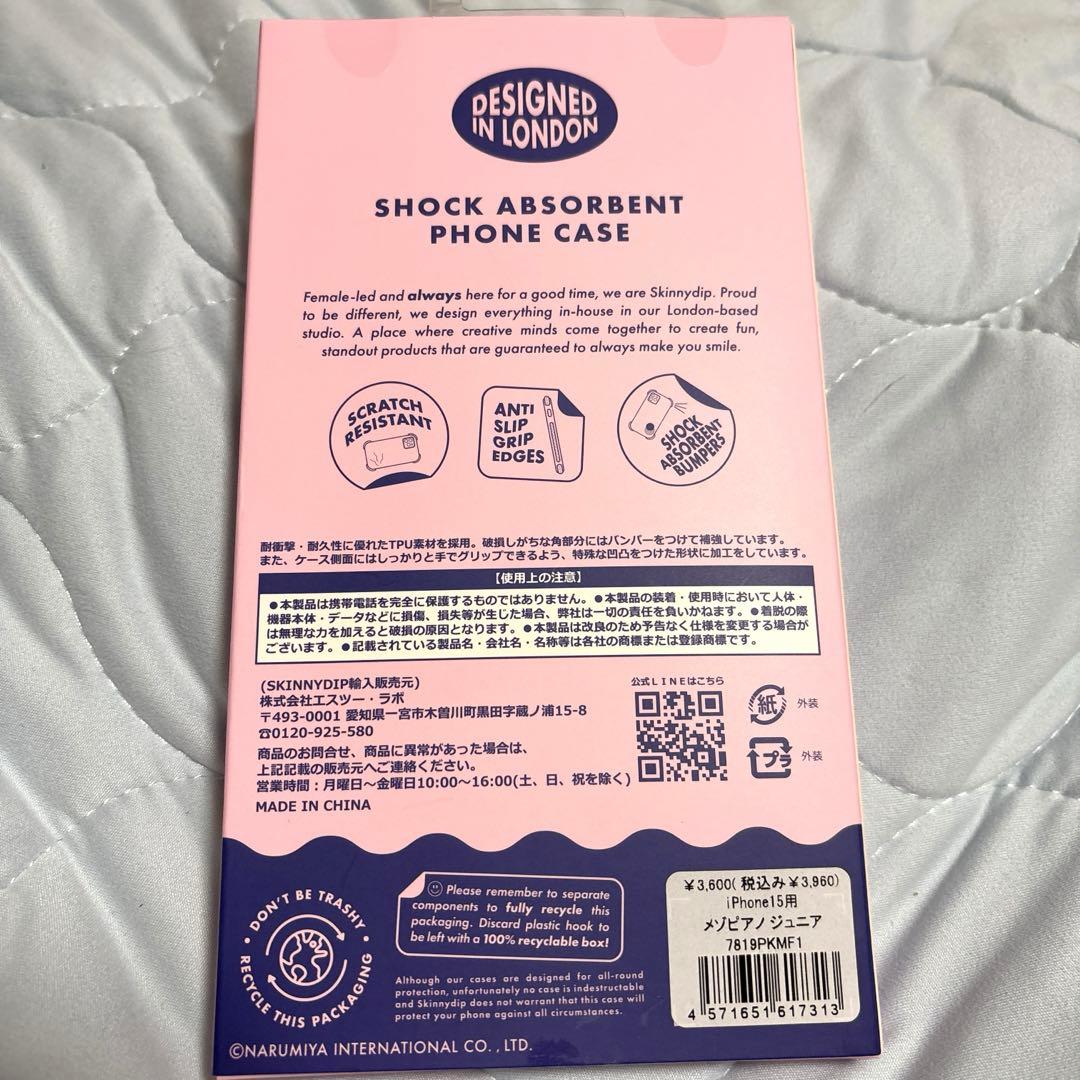 DESIGNED
IN LONDON
SHOCK ABSORBENT
PHONE CASE
Female-led and always here for a good time, we are Skinnydip. Proud
to be different, we design everything in-house in our London-based
studio. A place where creative minds come together to create fun,
standout products that are guaranteed to always make you smile.
SCRATCH
RESISTANT
ANTI
SLIP
GRIP
EDGES
SHOCK
ABSORBENT
BUMPERS
耐衝撃・耐久性に優れたTPU素材を採用。破損しがちな角部分にはバンパーをつけて補強しています。
また、ケース側面にはしっかりと手でグリップできるよう、特殊な凹凸をつけた形状に加工をしています。
【使用上の注意】
●本製品は携帯電話を完全に保護するものではありません。●本製品の装着・使用時において人体・
機器本体・データなどに損傷、損失等が生じた場合、弊社は一切の責任を負いかねます。●着脱の際
は無理な力を加えると破損の原因となります。●本製品は改良のため予告なく仕様を変更する場合が
ございます。●記載されている製品名・会社名・名称等は各社の商標または登録商標です。
(SKINNYDIP輸入販売元)
株式会社エスツー・ラボ
〒493-0001 愛知県一宮市木曽川町黒田字蔵ノ浦15-8
☎0120-925-580
商品のお問合せ、商品に異常があった場合は、
上記記載の販売元へご連絡ください。
営業時間：月曜日～金曜日10:00～16:00(土、日、祝を除く)
MADE IN CHINA
公式LINEはこちら
紙 外装
プラ 外装
DON'T BE TRASHY
RECYCLE THIS PACKAGING
Please remember to separate
components to fully recycle this
packaging. Discard plastic hook to
be left with a 100% recyclable box!
Although our cases are designed for all-round
protection, unfortunately no case is indestructable
and Skinnydip does not warrant that this case will
protect your phone against all circumstances.
¥3,600(税込み¥3,960)
iPhone15用
メゾピアノ ジュニア
7819PKMF1
4 571651 617313
©NARUMIYA INTERNATIONAL CO., LTD.